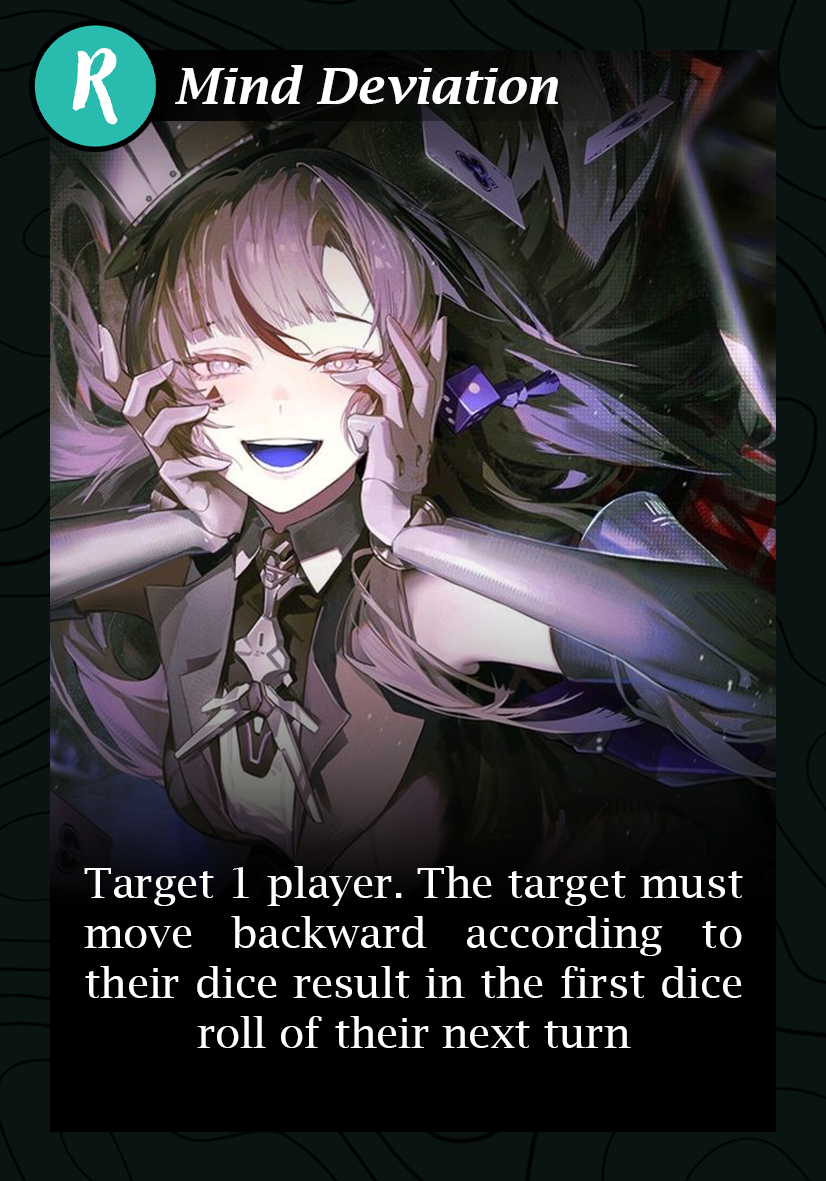 R
Mind Deviation
Target 1 player. The target must
move backward according to
their dice result in the first dice
roll of their next turn